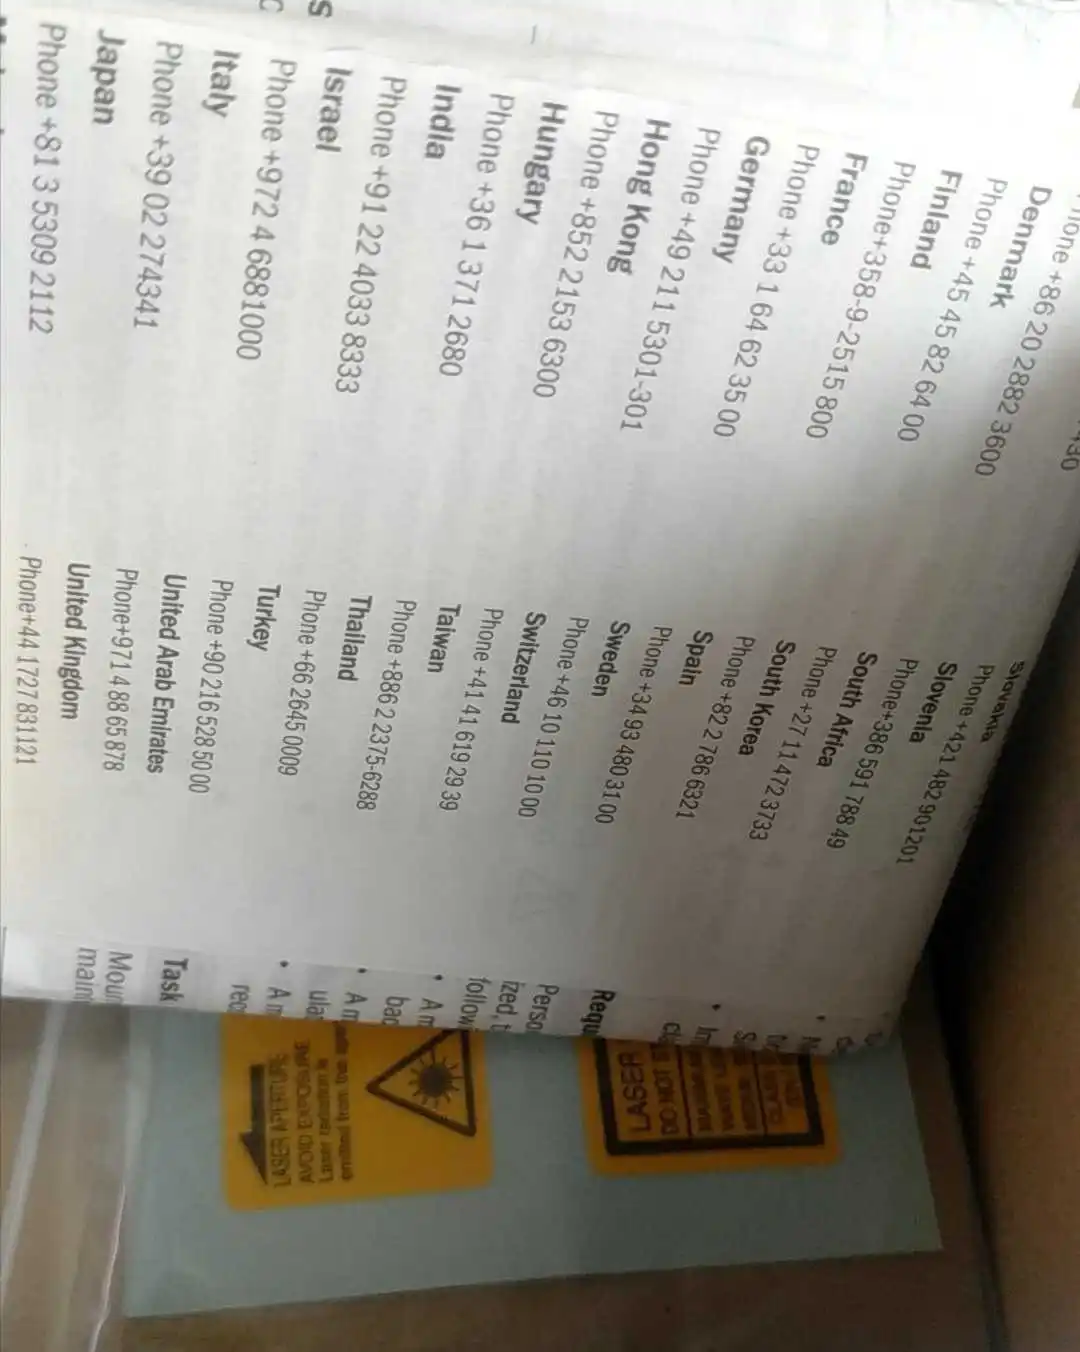 Phone +86 20 2882 3600
Denmark
Phone +45 45 82 64 00
Finland
Phone+358-9-2515 800
France
Phone +33 1 64 62 35 00
Germany
Phone +49 211 5301-301
Hong Kong
Phone +852 2153 6300
Hungary
Phone +36 1 371 2680
India
Phone +91 22 4033 8333
Israel
Phone +972 4 6881000
Italy
Phone +39 02 274341
Japan
Phone +81 3 5309 2112
Slovakia
Phone +421 482 901201
Slovenia
Phone+386 591 788 49
South Africa
Phone +27 11 472 3733
South Korea
Phone +82 2 786 6321
Spain
Phone +34 93 480 31 00
Sweden
Phone +46 10 110 10 00
Switzerland
Phone +41 41 619 29 39
Taiwan
Phone +886 2 2375-6288
Thailand
Phone +66 2645 0009
Turkey
Phone +90 216 528 50 00
United Arab Emirates
Phone+971 4 88 65 878
United Kingdom
Phone+44 1727 831121
Task
LASER
DO NOT
LASER APERTURE
AVOID EXPOSURE
Laser radiation is
emitted from this